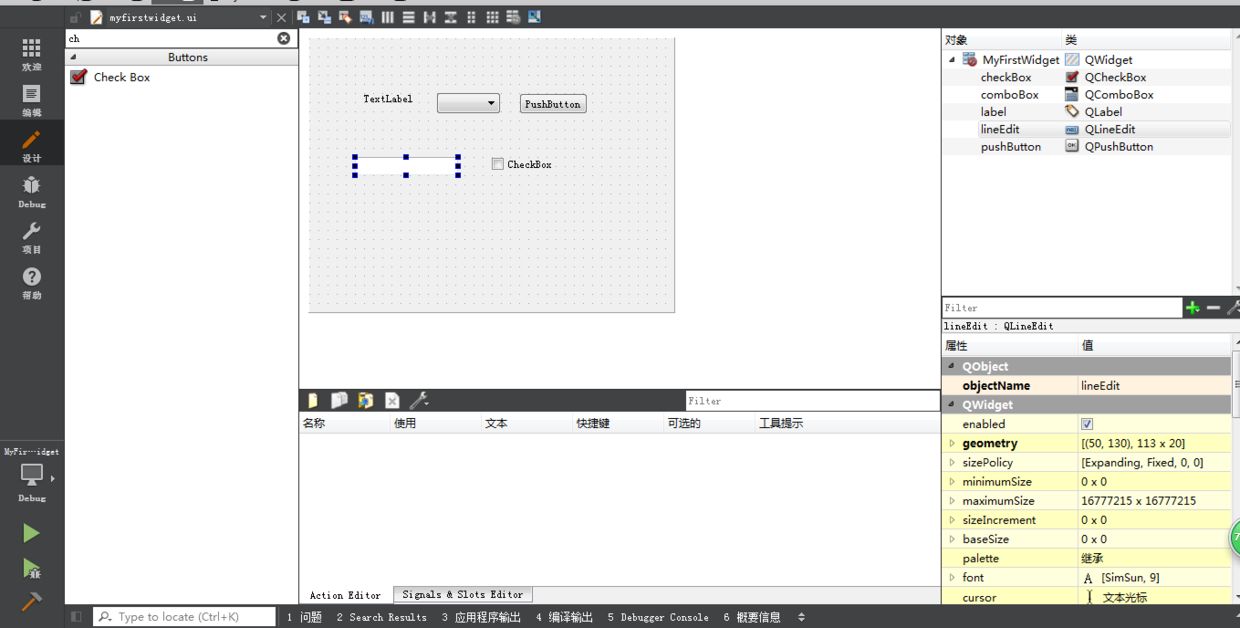 myfirstwidget.ui
欢迎
编辑
设计
Debug
项目
帮助
MyFir···idget
Debug
ch
Buttons
Check Box
TextLabel
PushButton
CheckBox
Filter
名称 使用 文本 快捷键 可选的 工具提示
Action Editor Signals & Slots Editor
对象 类
MyFirstWidget QWidget
checkBox QCheckBox
comboBox QComboBox
label QLabel
lineEdit QLineEdit
pushButton QPushButton
Filter
lineEdit : QLineEdit
属性 值
QObject
objectName lineEdit
QWidget
enabled
geometry [(50, 130), 113 x 20]
sizePolicy [Expanding, Fixed, 0, 0]
minimumSize 0 x 0
maximumSize 16777215 x 16777215
sizeIncrement 0 x 0
baseSize 0 x 0
palette 继承
font A [SimSun, 9]
cursor 文本光标
Type to locate (Ctrl+K) 1 问题 2 Search Results 3 应用程序输出 4 编译输出 5 Debugger Console 6 概要信息